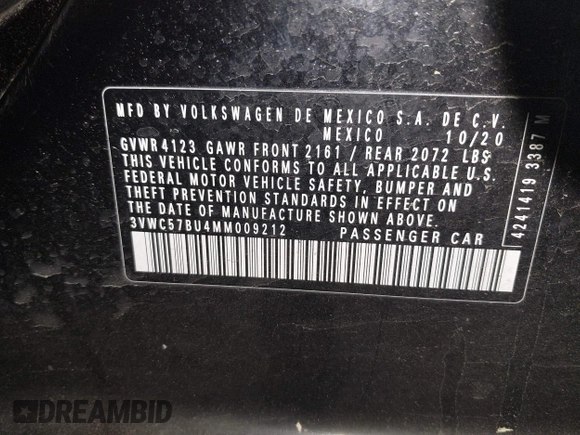 MFD BY VOLKSWAGEN DE MEXICO S.A. DE C.V.
MEXICO 10/20
GVWR 4123 GAWR FRONT 2161 / REAR 2072 LBS
THIS VEHICLE CONFORMS TO ALL APPLICABLE U.S.
FEDERAL MOTOR VEHICLE SAFETY, BUMPER AND
THEFT PREVENTION STANDARDS IN EFFECT ON
THE DATE OF MANUFACTURE SHOWN ABOVE.
3VWC57BU4MM009212 PASSENGER CAR
4241419 3387 M
DREAMBID